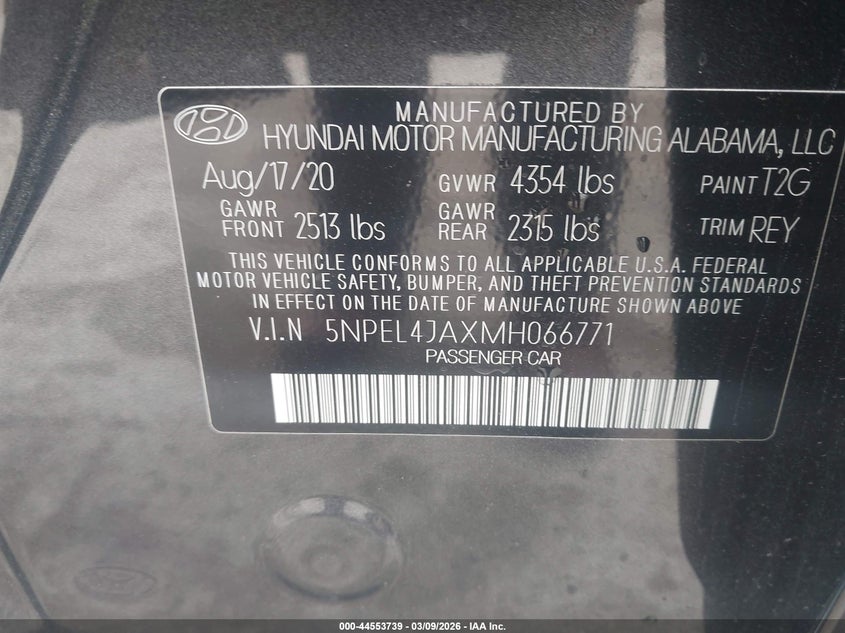 MANUFACTURED BY
HYUNDAI MOTOR MANUFACTURING ALABAMA, LLC
Aug/17/20 GVWR 4354 lbs PAINT T2G
GAWR FRONT 2513 lbs GAWR REAR 2315 lbs TRIM REY
THIS VEHICLE CONFORMS TO ALL APPLICABLE U.S.A. FEDERAL
MOTOR VEHICLE SAFETY, BUMPER, AND THEFT PREVENTION STANDARDS
IN EFFECT ON THE DATE OF MANUFACTURE SHOWN ABOVE
V.I.N 5NPEL4JAXMH066771
PASSENGER CAR
000-44553739 - 03/09/2026 - IAA Inc.